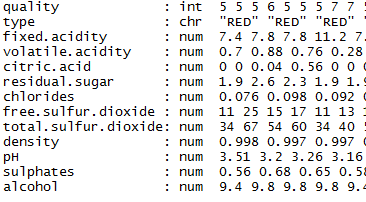 quality : int 5 5 5 6 5 5 5 7 7 5
type : chr "RED" "RED" "RED" "RED"
fixed.acidity : num 7.4 7.8 7.8 11.2 7.
volatile.acidity : num 0.7 0.88 0.76 0.28
citric.acid : num 0 0 0.04 0.56 0 0
residual.sugar : num 1.9 2.6 2.3 1.9 1.9
chlorides : num 0.076 0.098 0.092 0
free.sulfur.dioxide : num 11 25 15 17 11 13 1
total.sulfur.dioxide: num 34 67 54 60 34 40 5
density : num 0.998 0.997 0.997 0
pH : num 3.51 3.2 3.26 3.16
sulphates : num 0.56 0.68 0.65 0.58
alcohol : num 9.4 9.8 9.8 9.8 9.4